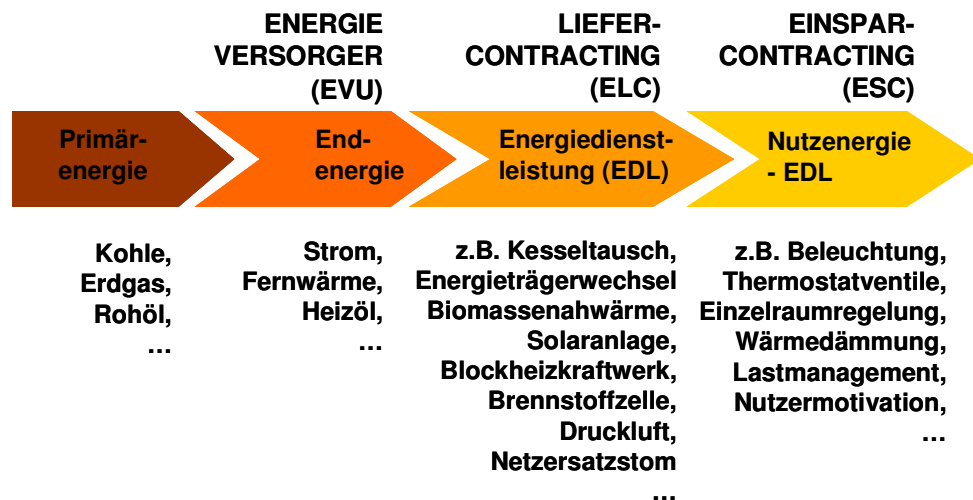 ENERGIE
VERSORGER
(EVU)
LIEFER-
CONTRACTING
(ELC)
EINSPAR-
CONTRACTING
(ESC)
Primär-
energie
End-
energie
Energiedienst-
leistung (EDL)
Nutzenergie
- EDL
Kohle,
Erdgas,
Rohöl,
...
Strom,
Fernwärme,
Heizöl,
...
z.B. Kesseltausch,
Energieträgerwechsel
Biomassenahwärme,
Solaranlage,
Blockheizkraftwerk,
Brennstoffzelle,
Druckluft,
Netzersatzstom
...
z.B. Beleuchtung,
Thermostatventile,
Einzelraumregelung,
Wärmedämmung,
Lastmanagement,
Nutzermotivation,
...